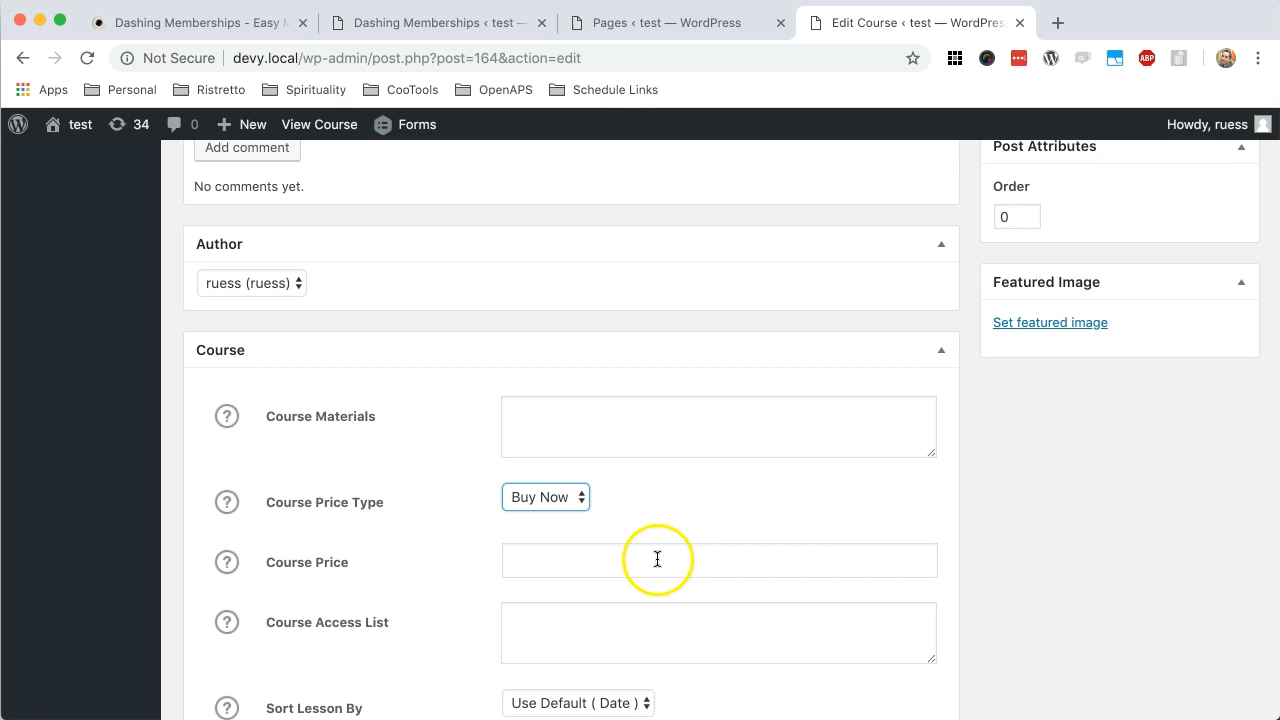 Dashing Memberships - Easy M
Dashing Memberships ‹ test —
Pages ‹ test — WordPress
Edit Course ‹ test — WordPres
Not Secure
devv.local/wp-admin/post.php?post=164&action=edit
ABP
Apps
Personal
Ristretto
Spirituality
CooTools
OpenAPS
Schedule Links
test
34
0
New
View Course
Forms
Howdy, ruess
Add comment
No comments yet.
Post Attributes
Order
0
Author
ruess (ruess)
Featured Image
Set featured image
Course
? Course Materials
? Course Price Type
Buy Now
? Course Price
? Course Access List
? Sort Lesson By
Use Default ( Date )